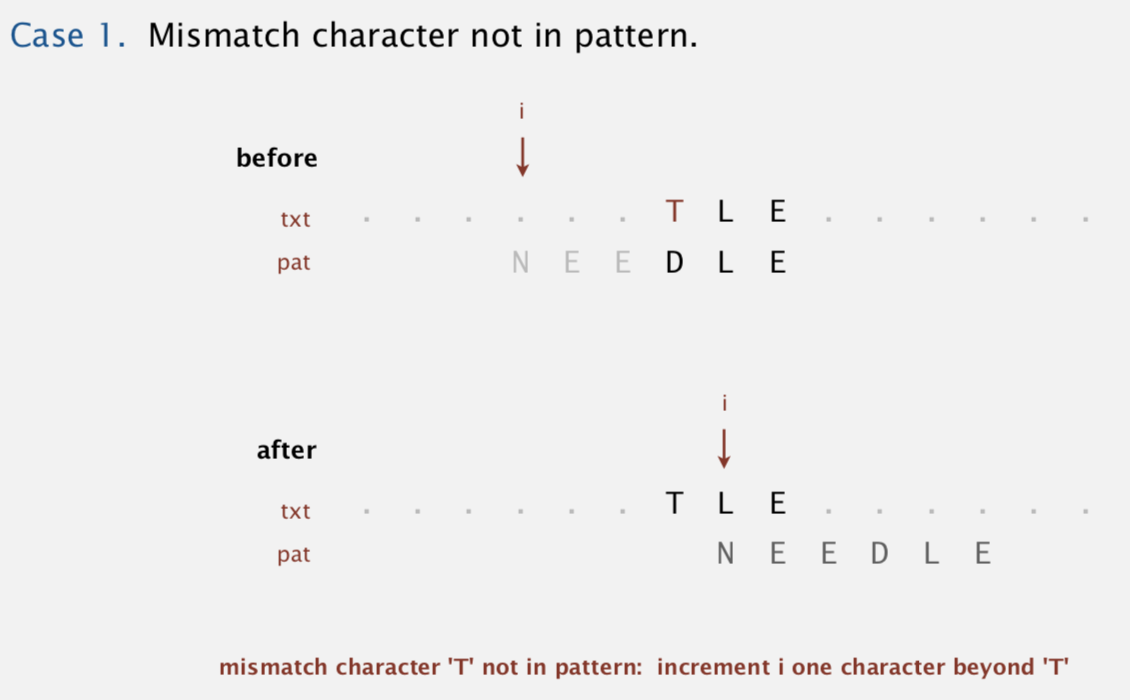 Case 1. Mismatch character not in pattern.
i
before
txt . . . . . . T L E . . . . . .
pat N E E D L E
i
after
txt . . . . . . T L E . . . . . .
pat N E E D L E
mismatch character 'T' not in pattern: increment i one character beyond 'T'